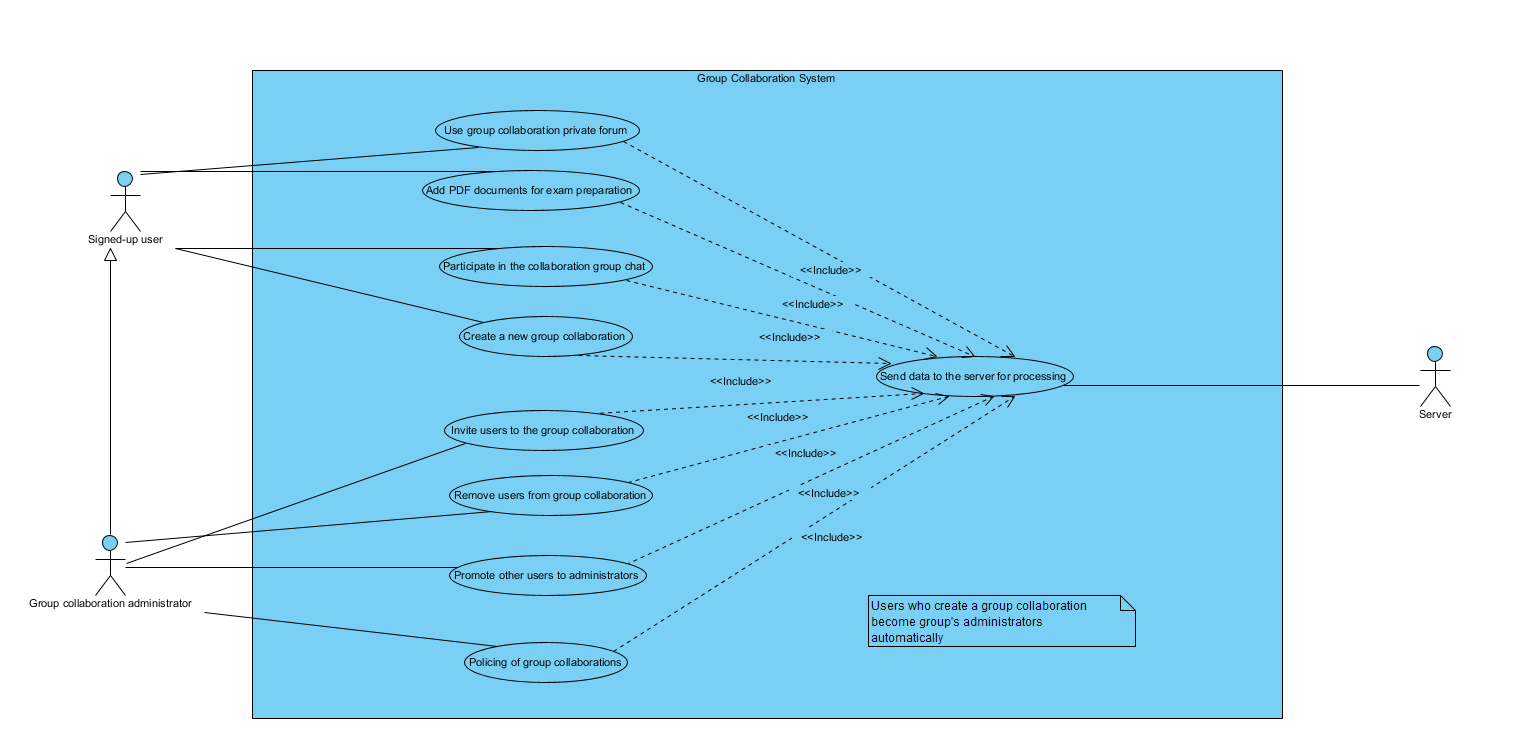 Group Collaboration System
Use group collaboration private forum
Add PDF documents for exam preparation
Signed-up user
Participate in the collaboration group chat
<<Include>>
<<Include>>
Create a new group collaboration
<<Include>>
Send data to the server for processing
<<Include>>
Server
<<Include>>
Invite users to the group collaboration
<<Include>>
Remove users from group collaboration
<<Include>>
<<Include>>
Promote other users to administrators
Group collaboration administrator
Users who create a group collaboration
become group's administrators
automatically
Policing of group collaborations